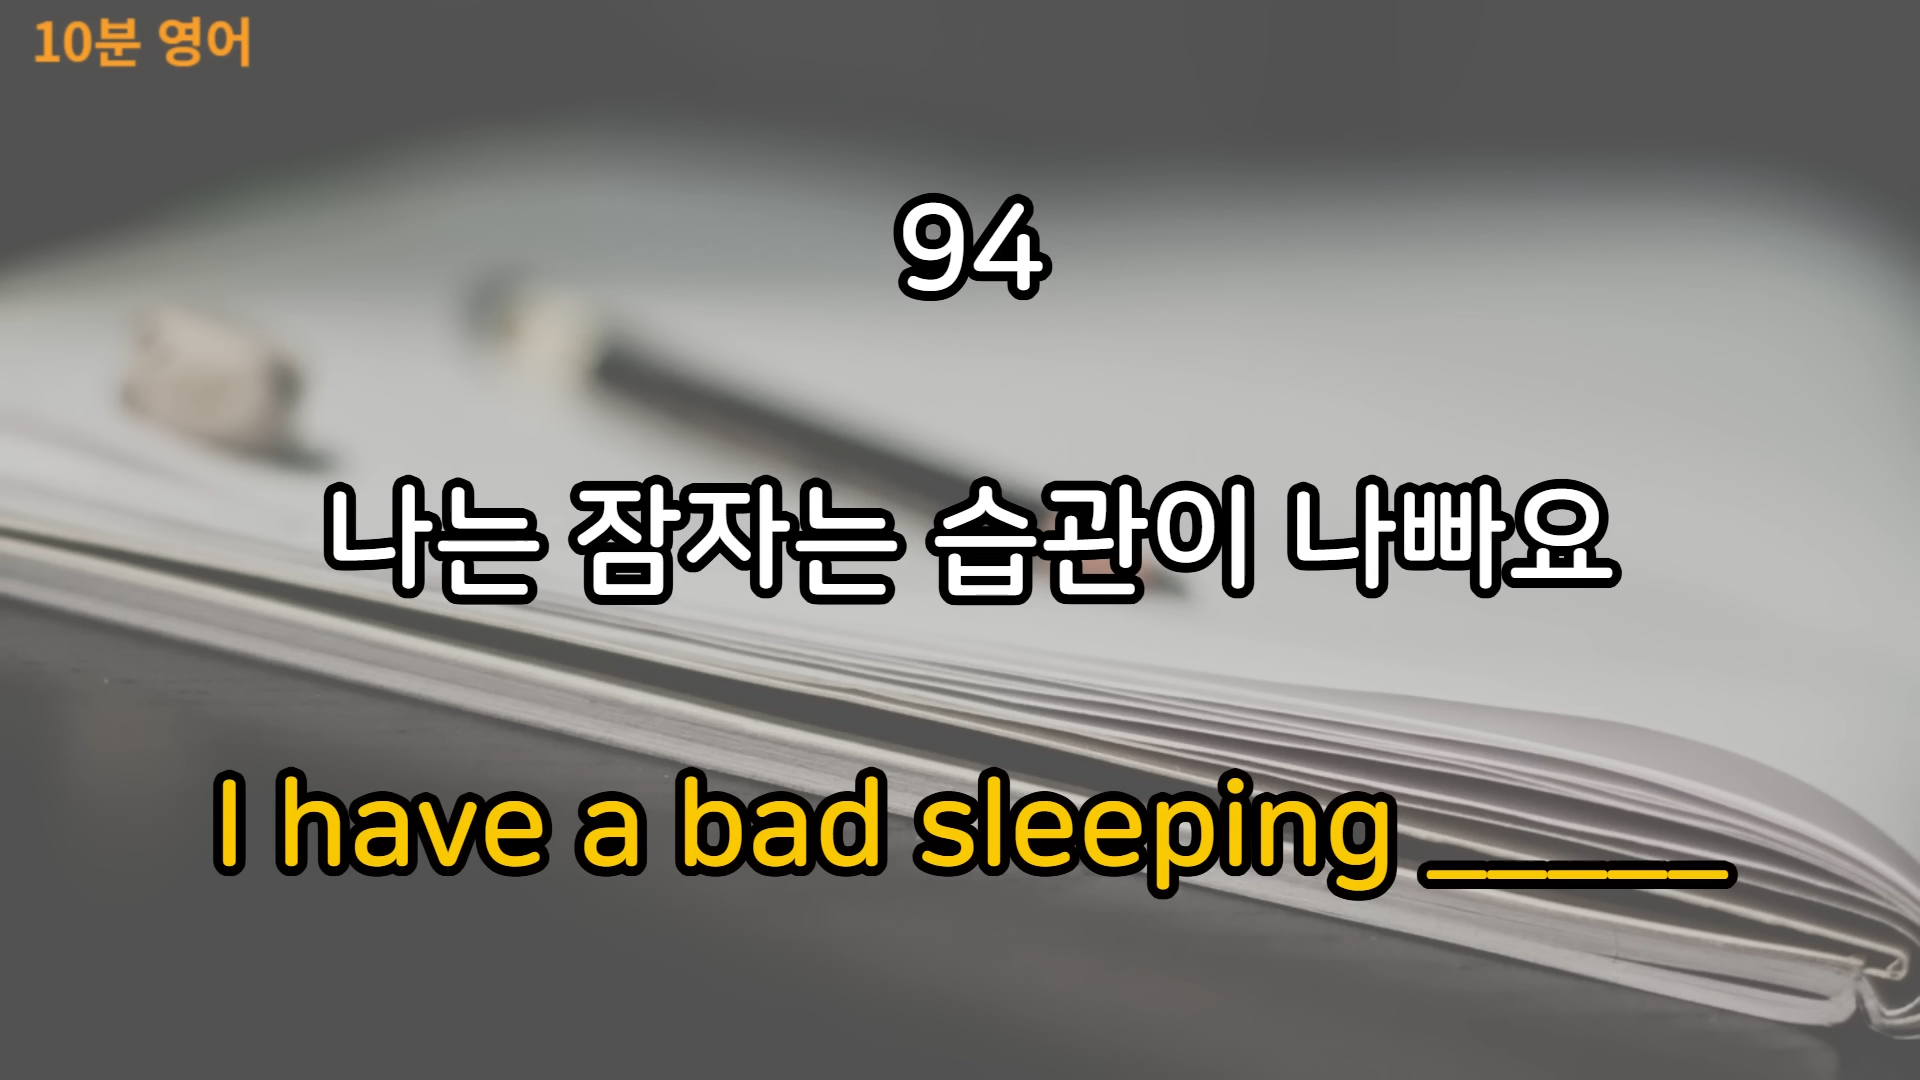 10분 영어
94
나는 잠자는 습관이 나빠요
I have a bad sleeping _____